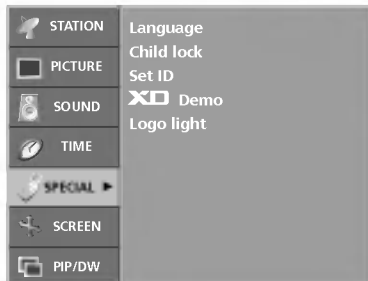 STATION
PICTURE
SOUND
TIME
SPECIAL
SCREEN
PIP/DW
Language
Child lock
Set ID
XD Demo
Logo light